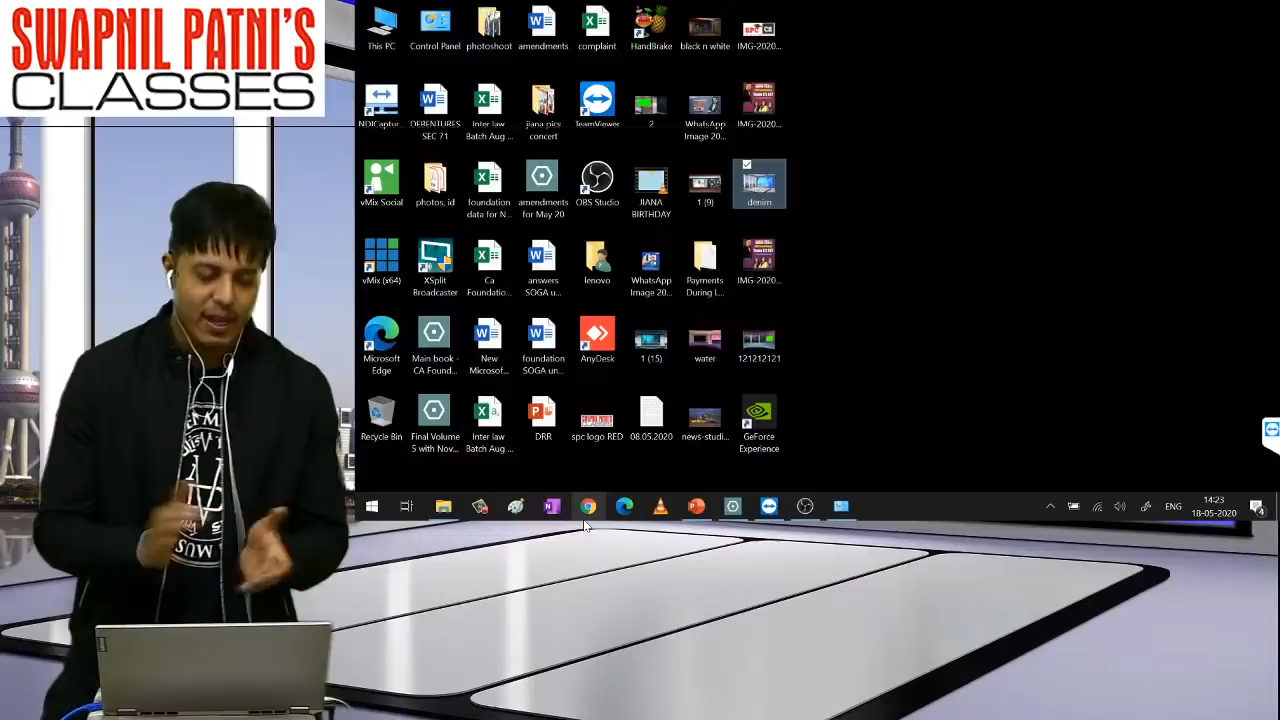 SWAPNIL PATNI'S
CLASSES
This PC
Control Panel
photoshoot
amendments
complaint
HandBrake
black n white
IMG-2020...
NDICaptur...
DEBENTURES
SEC 71
Inter law
Batch Aug ...
jiana pics
concert
TeamViewer
2
WhatsApp
Image 20...
IMG-2020...
vMix Social
photos, id
foundation
data for N...
amendments
for May 20
OBS Studio
JIANA
BIRTHDAY
1 (9)
denim
vMix (x64)
XSplit
Broadcaster
Ca
Foundatio...
answers
SOGA u...
lenovo
WhatsApp
Image 20...
Payments
During L...
IMG-2020...
Microsoft
Edge
Main book -
CA Found...
New
Microsof...
foundation
SOGA un...
AnyDesk
1 (15)
water
121212121
Recycle Bin
Final Volume
5 with Nov...
Inter law
Batch Aug ...
DRR
spc logo RED
08.05.2020
news-studi...
GeForce
Experience
ENG
14:23
18-05-2020